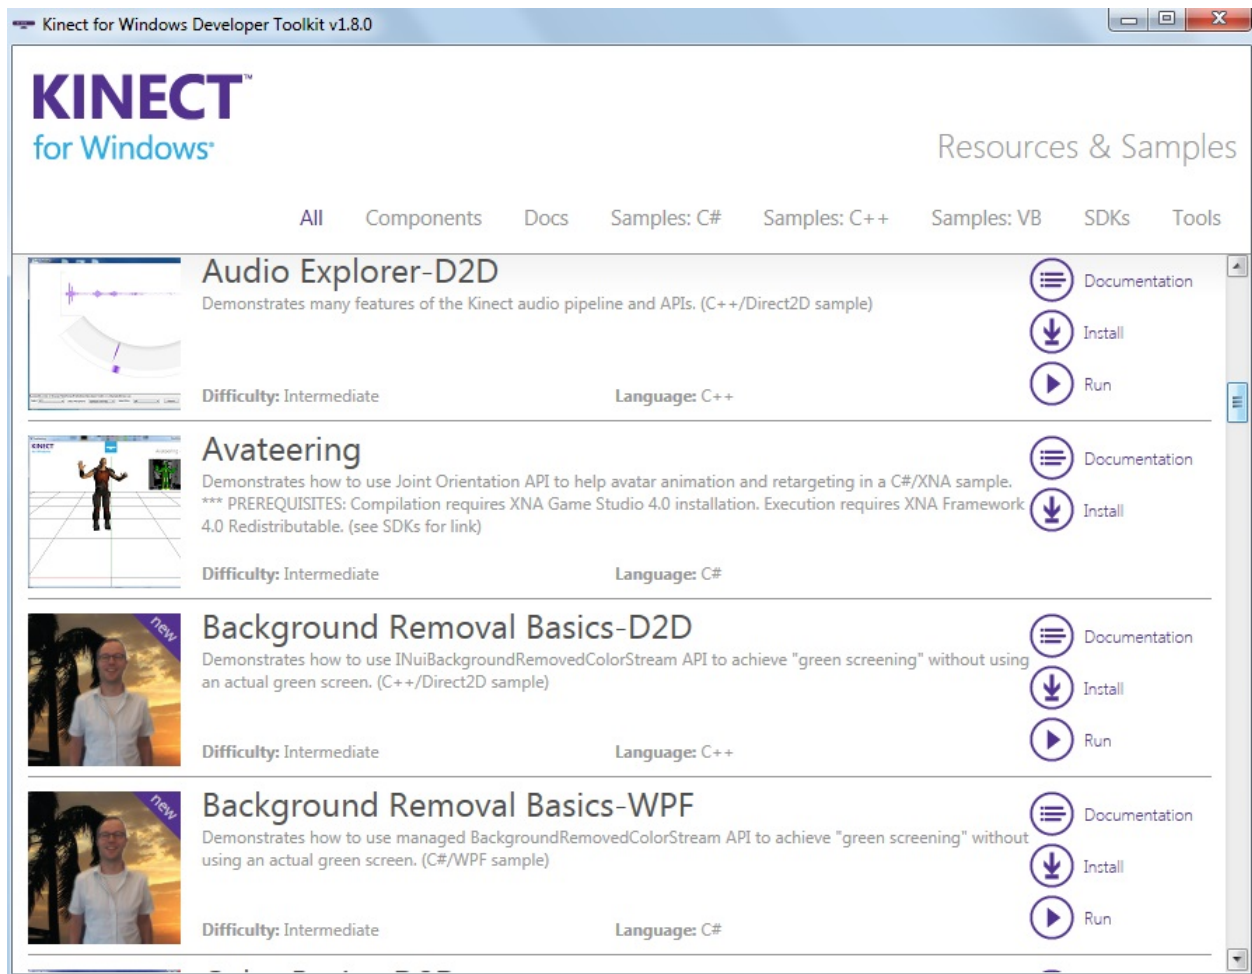 Kinect for Windows Developer Toolkit v1.8.0
KINECT™
for Windows®
Resources & Samples
All Components Docs Samples: C# Samples: C++ Samples: VB SDKs Tools
Audio Explorer-D2D
Demonstrates many features of the Kinect audio pipeline and APIs. (C++/Direct2D sample)
Documentation
Install
Run
Difficulty: Intermediate Language: C++
KINECT
Avateering
Demonstrates how to use Joint Orientation API to help avatar animation and retargeting in a C#/XNA sample.
*** PREREQUISITES: Compilation requires XNA Game Studio 4.0 installation. Execution requires XNA Framework
4.0 Redistributable. (see SDKs for link)
Documentation
Install
Difficulty: Intermediate Language: C#
new
Background Removal Basics-D2D
Demonstrates how to use INuiBackgroundRemovedColorStream API to achieve "green screening" without using
an actual green screen. (C++/Direct2D sample)
Documentation
Install
Run
Difficulty: Intermediate Language: C++
new
Background Removal Basics-WPF
Demonstrates how to use managed BackgroundRemovedColorStream API to achieve "green screening" without
using an actual green screen. (C#/WPF sample)
Documentation
Install
Run
Difficulty: Intermediate Language: C#